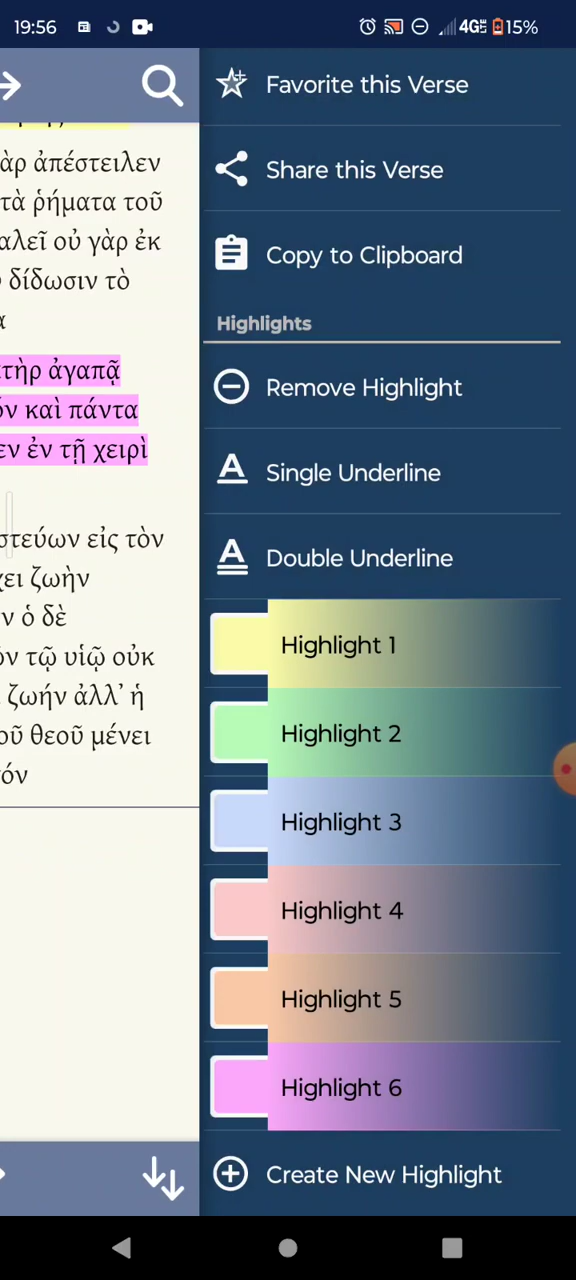 19:56
4G 15%
Favorite this Verse
Share this Verse
Copy to Clipboard
Highlights
Remove Highlight
Single Underline
Double Underline
Highlight 1
Highlight 2
Highlight 3
Highlight 4
Highlight 5
Highlight 6
Create New Highlight
ὰρ ἀπέστειλεν
τὰ ῥήματα τοῦ
αλεῖ οὐ γὰρ ἐκ
δίδωσιν τὸ
τὴρ ἀγαπᾷ
όν καὶ πάντα
εν ἐν τῇ χειρὶ
στεύων εἰς τὸν
χει ζωὴν
ν ὁ δὲ
ῶν τῷ υἱῷ οὐκ
ζωήν ἀλλ’ ἡ
οῦ θεοῦ μένει
τόν